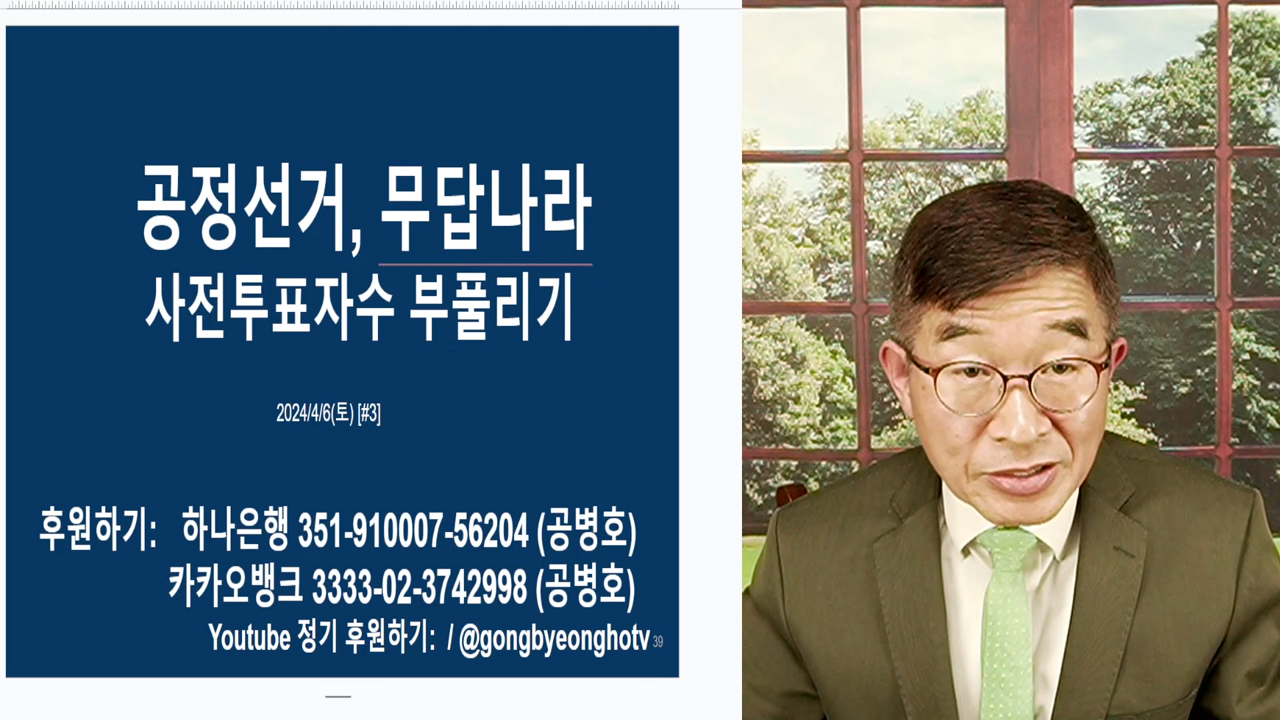 공정선거, 무답나라
사전투표자수 부풀리기
2024/4/6(토) [#3]
후원하기: 하나은행 351-910007-56204 (공병호)
카카오뱅크 3333-02-3742998 (공병호)
Youtube 정기 후원하기: / @gongbyeonghotv 39